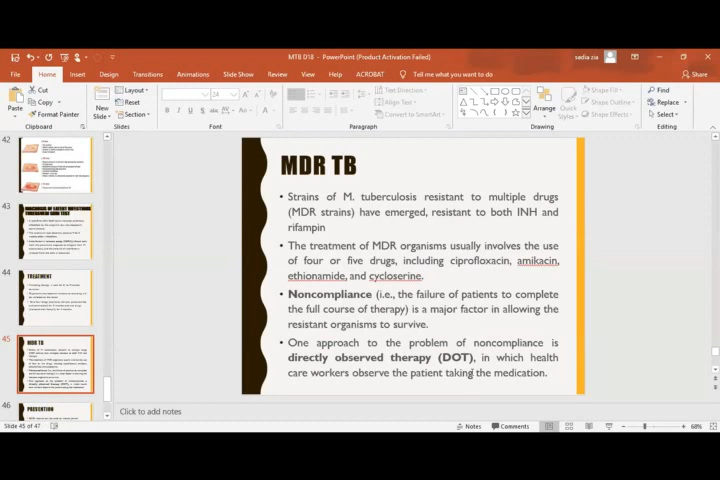 MTB D18 - PowerPoint (Product Activation Failed)
sadia zia
File Home Insert Design Transitions Animations Slide Show Review View Help ACROBAT Tell me what you want to do Share
Paste
Cut
Copy
Format Painter
Clipboard
New Slide
Layout
Reset
Section
Slides
24
Font
Text Direction
Align Text
Convert to SmartArt
Paragraph
Arrange
Quick Styles
Shape Fill
Shape Outline
Shape Effects
Drawing
Find
Replace
Select
Editing
42
43
44
TREATMENT
45
MDR TB
46
PREVENTION
MDR TB
• Strains of M. tuberculosis resistant to multiple drugs
(MDR strains) have emerged, resistant to both INH and
rifampin
• The treatment of MDR organisms usually involves the use
of four or five drugs, including ciprofloxacin, amikacin,
ethionamide, and cycloserine.
• Noncompliance (i.e., the failure of patients to complete
the full course of therapy) is a major factor in allowing the
resistant organisms to survive.
• One approach to the problem of noncompliance is
directly observed therapy (DOT), in which health
care workers observe the patient taking the medication.
Click to add notes
Slide 45 of 47
Notes Comments 68%